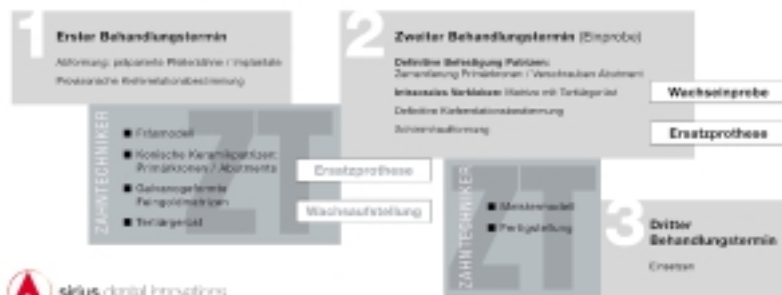 1
Erster Behandlungstermin
Abformung: präparierte Pfeilerzähne / Implantate
Provisorische Kieferrelationsbestimmung
ZAHNTECHNIKER
ZT
■ Fräsmodell
■ Konische Keramikpatrizen:
Primärkronen / Abutments
■ Galvanogeformte
Feingoldmatrizen
■ Tertiärgerüst
Ersatzprothese
Wachsaufstellung
2
Zweiter Behandlungstermin (Einprobe)
Definitive Befestigung Patrizen:
Zementierung Primärkronen / Verschrauben Abutment
Intraorales Verkleben: Matrize mit Tertiärgerüst
Definitive Kieferrelationsbestimmung
Wachseinprobe
Ersatzprothese
ZAHNTECHNIKER
ZT
■ Meistermodell
■ Fertigstellung
3
Dritter
Behandlungstermin
Einsetzen
sirius dental innovations